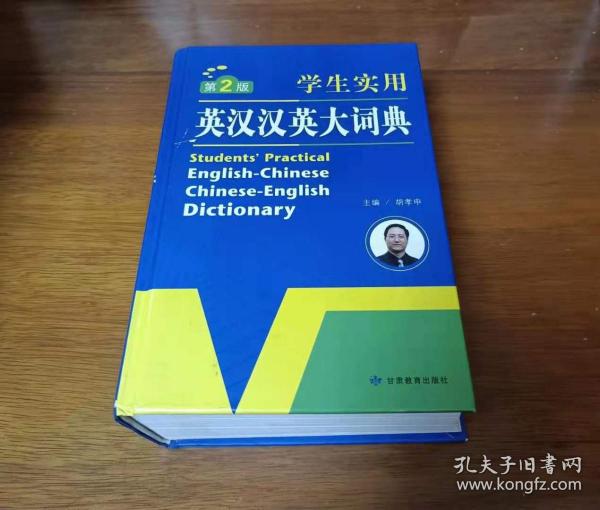 第2版
学生实用
英汉汉英大词典
Students' Practical
English-Chinese
Chinese-English
Dictionary
主编 / 胡孝申
甘肃教育出版社
孔夫子旧书网
www.kongfz.com